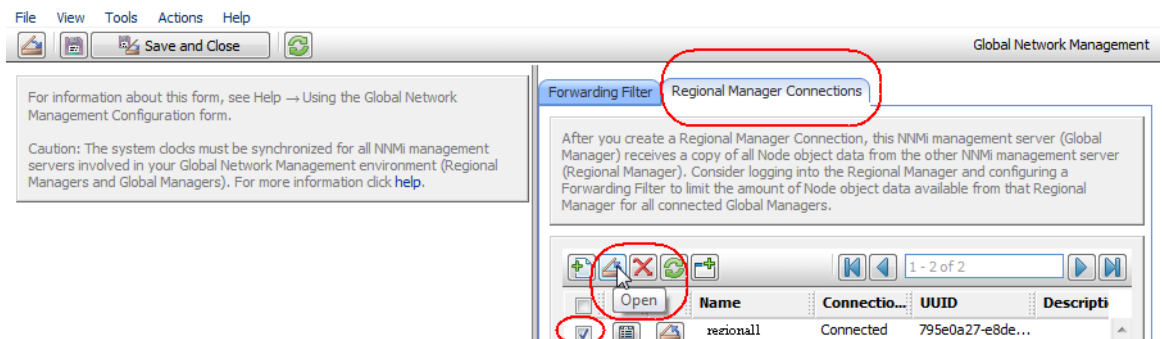 File View Tools Actions Help
Save and Close
Global Network Management
For information about this form, see Help → Using the Global Network
Management Configuration form.
Caution: The system clocks must be synchronized for all NNMi management
servers involved in your Global Network Management environment (Regional
Managers and Global Managers). For more information click help.
Forwarding Filter Regional Manager Connections
After you create a Regional Manager Connection, this NNMi management server (Global
Manager) receives a copy of all Node object data from the other NNMi management server
(Regional Manager). Consider logging into the Regional Manager and configuring a
Forwarding Filter to limit the amount of Node object data available from that Regional
Manager for all connected Global Managers.
1 - 2 of 2
Open
Name Connectio... UUID Descripti
regional1 Connected 795e0a27-e8de...